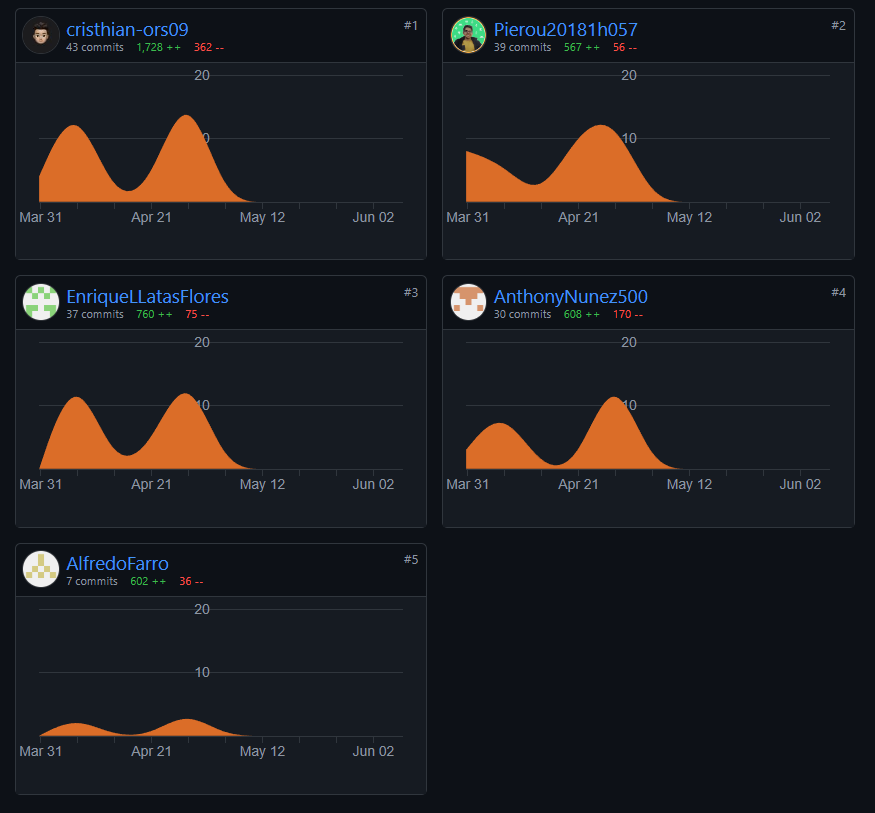 cristhian-ors09
#1
43 commits 1,728 ++ 362 --
20
Mar 31 Apr 21 May 12 Jun 02
Pierou20181h057
#2
39 commits 567 ++ 56 --
20
10
Mar 31 Apr 21 May 12 Jun 02
EnriqueLLatasFlores
#3
37 commits 760 ++ 75 --
20
10
Mar 31 Apr 21 May 12 Jun 02
AnthonyNunez500
#4
30 commits 608 ++ 170 --
20
10
Mar 31 Apr 21 May 12 Jun 02
AlfredoFarro
#5
7 commits 602 ++ 36 --
20
10
Mar 31 Apr 21 May 12 Jun 02